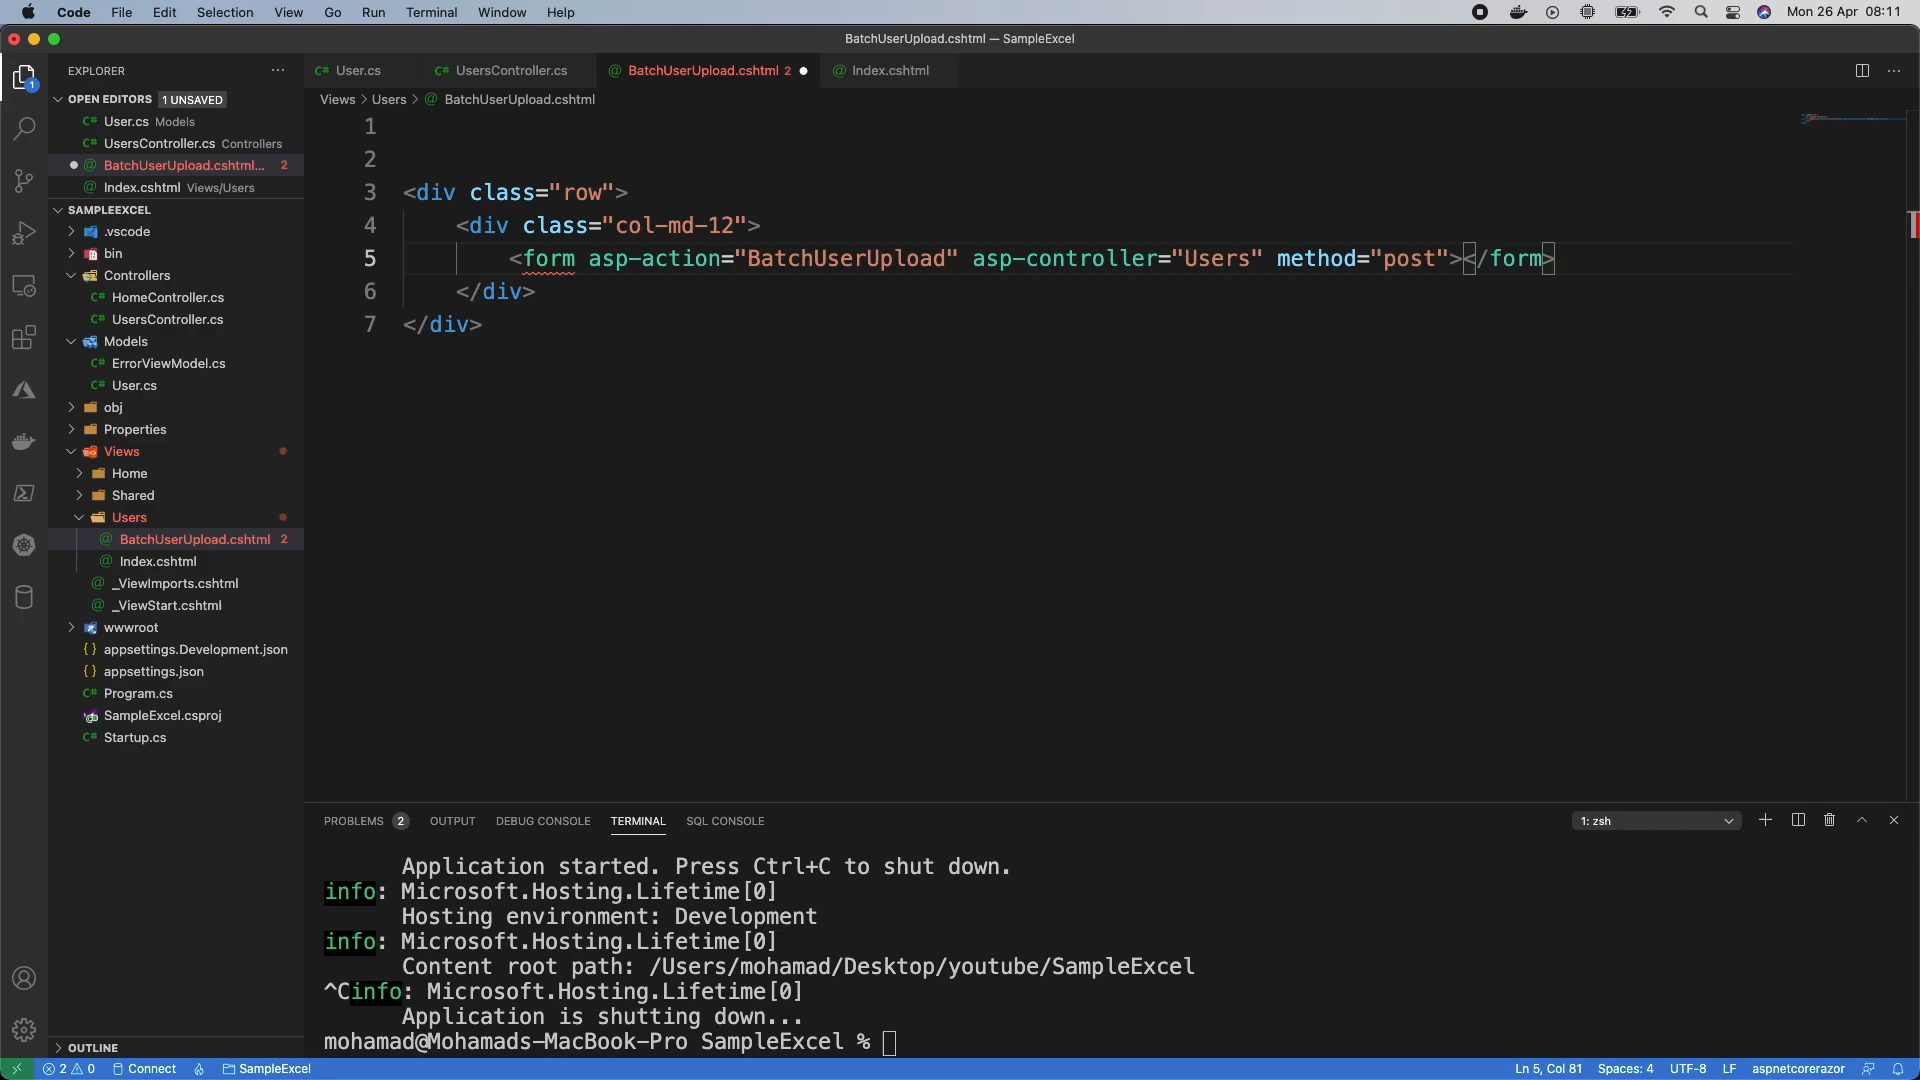 Code File Edit Selection View Go Run Terminal Window Help Mon 26 Apr 08:11
BatchUserUpload.cshtml — SampleExcel
EXPLORER
User.cs UsersController.cs BatchUserUpload.cshtml 2 Index.cshtml
1
OPEN EDITORS 1 UNSAVED
Views > Users > BatchUserUpload.cshtml
User.cs Models
UsersController.cs Controllers
BatchUserUpload.cshtml... 2
Index.cshtml Views/Users
SAMPLEEXCEL
.vscode
bin
Controllers
HomeController.cs
UsersController.cs
Models
ErrorViewModel.cs
User.cs
obj
Properties
Views
Home
Shared
Users
BatchUserUpload.cshtml 2
Index.cshtml
_ViewImports.cshtml
_ViewStart.cshtml
wwwroot
{ } appsettings.Development.json
{ } appsettings.json
C# Program.cs
SampleExcel.csproj
C# Startup.cs
OUTLINE
1
2
3 <div class="row">
4 <div class="col-md-12">
5 <form asp-action="BatchUserUpload" asp-controller="Users" method="post"></form>
6 </div>
7 </div>
PROBLEMS 2 OUTPUT DEBUG CONSOLE TERMINAL SQL CONSOLE 1: zsh
Application started. Press Ctrl+C to shut down.
info: Microsoft.Hosting.Lifetime[0]
Hosting environment: Development
info: Microsoft.Hosting.Lifetime[0]
Content root path: /Users/mohamad/Desktop/youtube/SampleExcel
^Cinfo: Microsoft.Hosting.Lifetime[0]
Application is shutting down...
mohamad@Mohamads-MacBook-Pro SampleExcel %
2 0 Connect SampleExcel Ln 5, Col 81 Spaces: 4 UTF-8 LF aspnetcorerazor